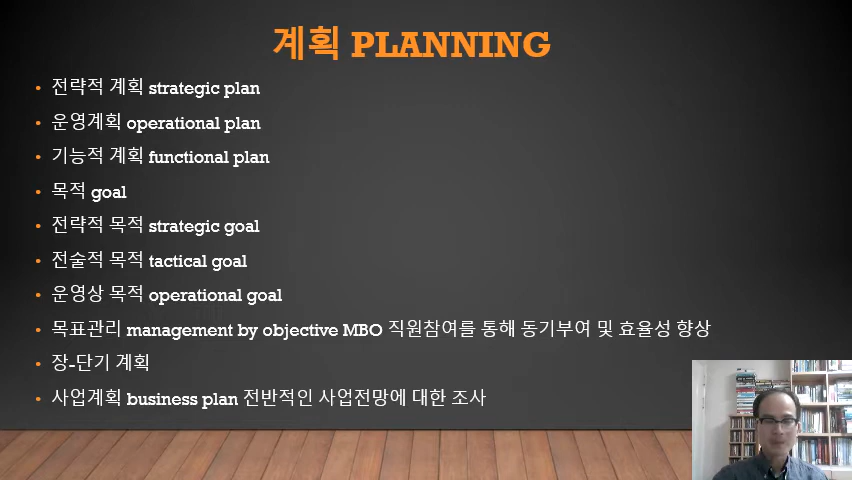 계획 PLANNING
전략적 계획 strategic plan
운영계획 operational plan
기능적 계획 functional plan
목적 goal
전략적 목적 strategic goal
전술적 목적 tactical goal
운영상 목적 operational goal
목표관리 management by objective MBO 직원참여를 통해 동기부여 및 효율성 향상
장-단기 계획
사업계획 business plan 전반적인 사업전망에 대한 조사